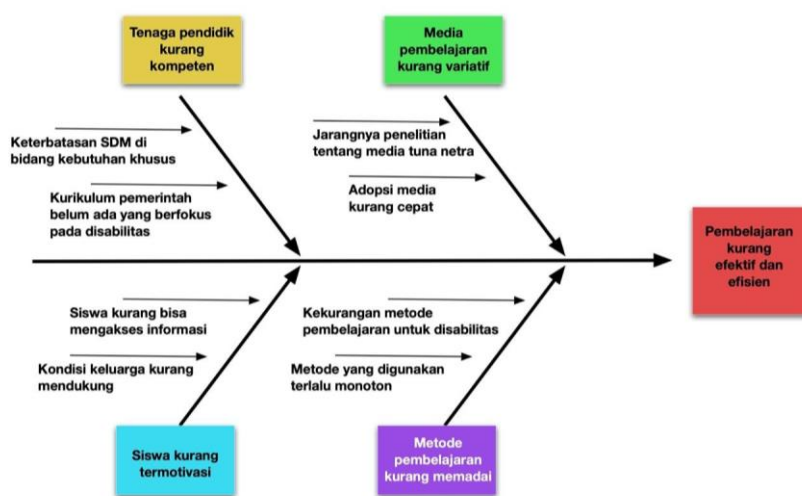 Tenaga pendidik
kurang
kompeten
Media
pembelajaran
kurang variatif
Keterbatasan SDM di
bidang kebutuhan khusus
Kurikulum pemerintah
belum ada yang berfokus
pada disabilitas
Jarangnya penelitian
tentang media tuna netra
Adopsi media
kurang cepat
Pembelajaran
kurang
efektif dan
efisien
Siswa kurang bisa
mengakses informasi
Kondisi keluarga kurang
mendukung
Kekurangan metode
pembelajaran untuk disabilitas
Metode yang digunakan
terlalu monoton
Siswa kurang
termotivasi
Metode
pembelajaran
kurang memadai